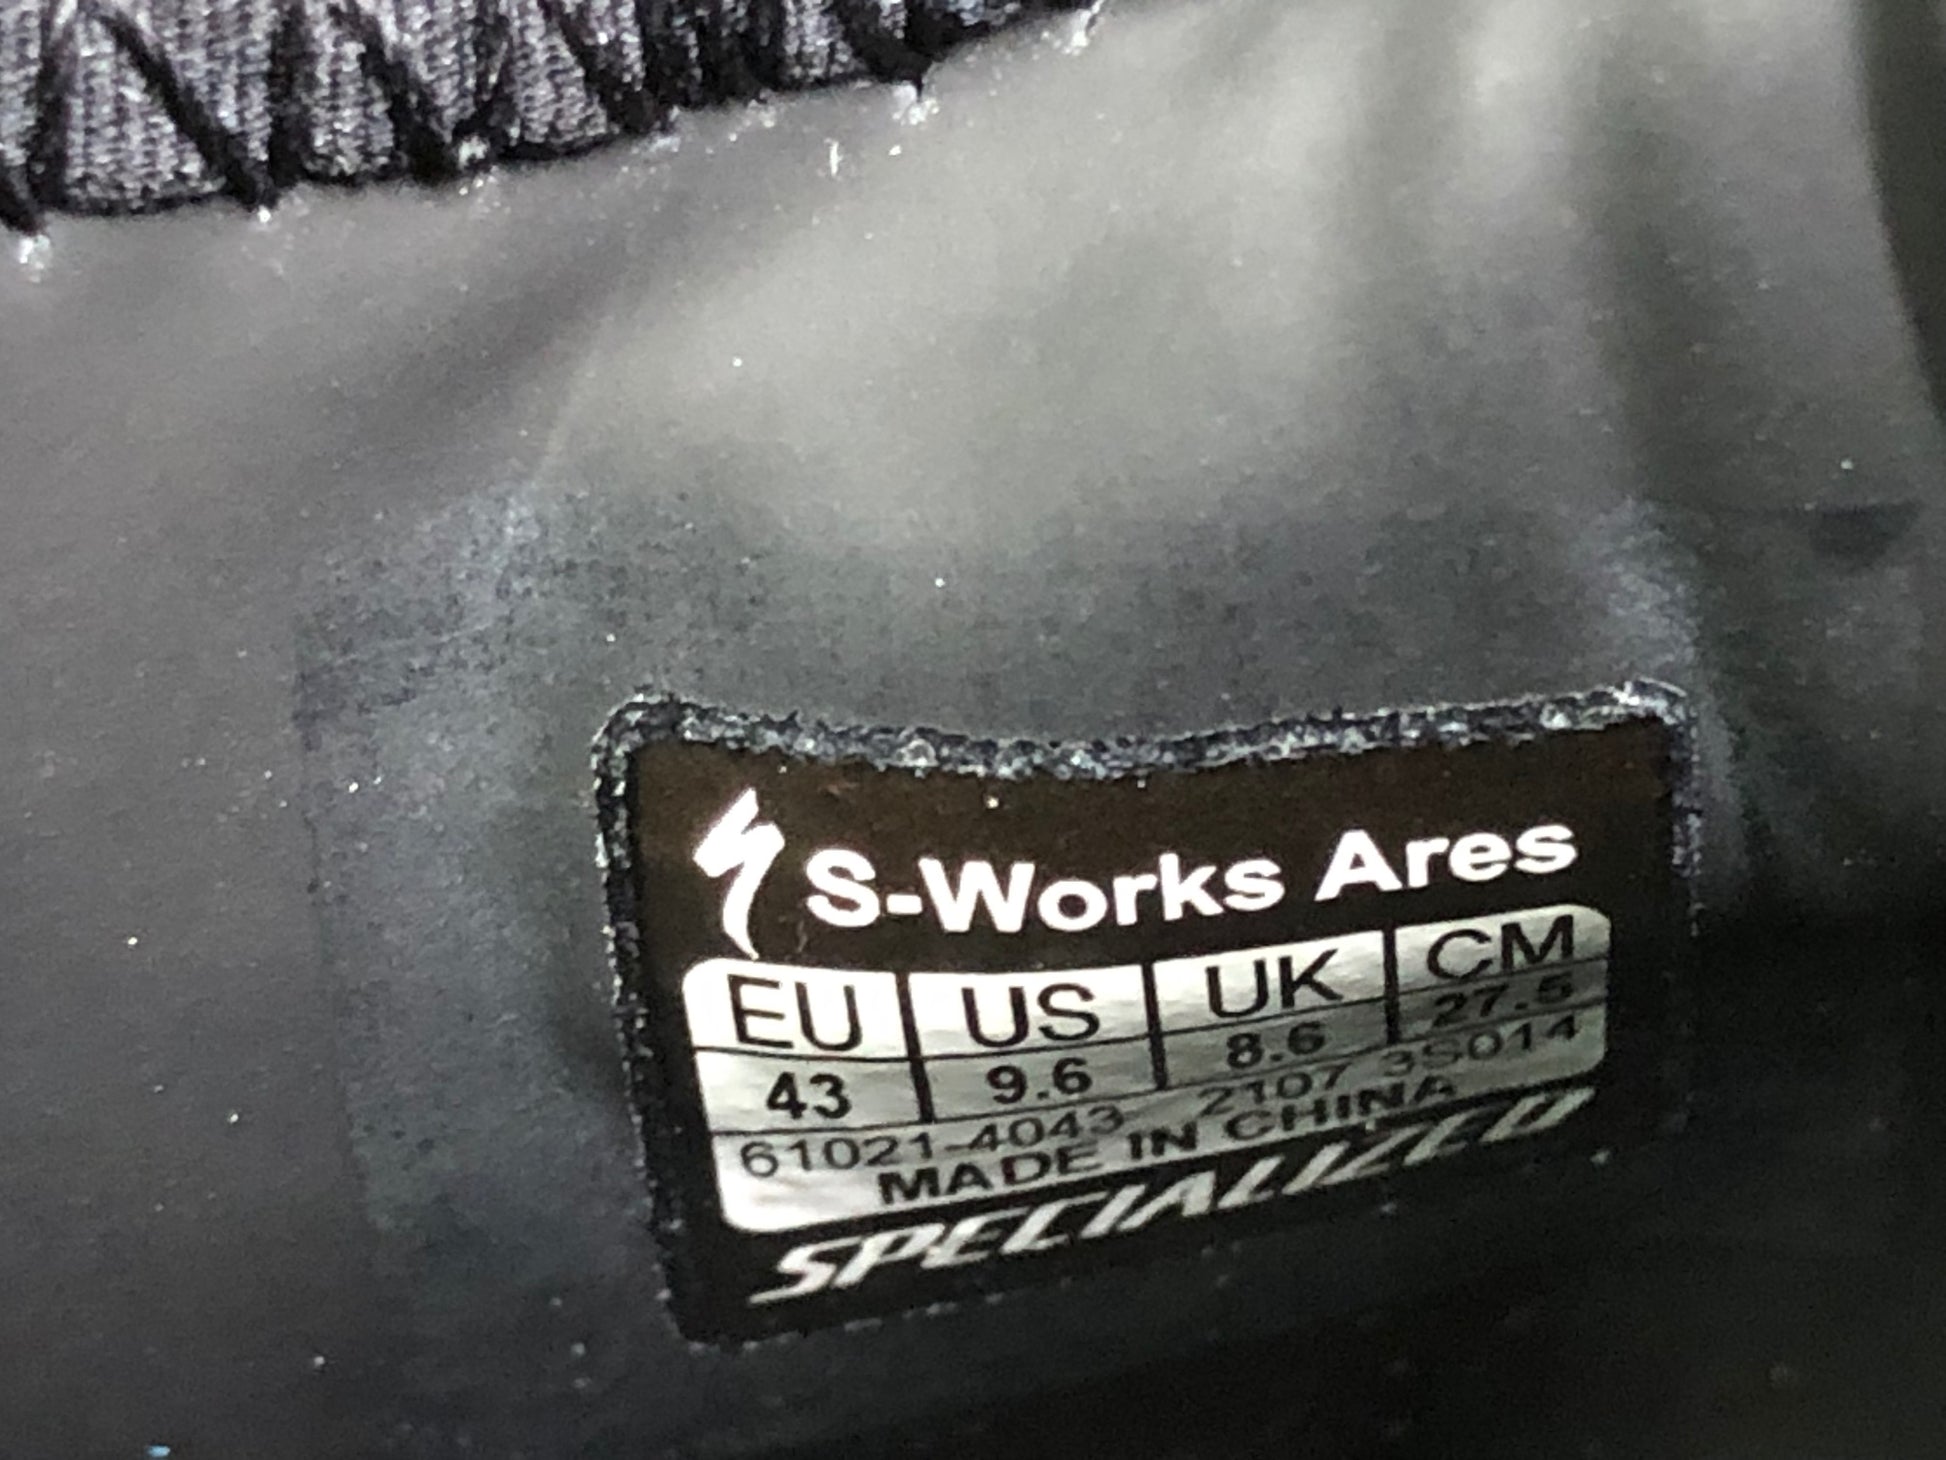 S-Works Ares
EU US UK CM
43 9.6 8.6 27.5
61021-4043 2107 3S014
MADE IN CHINA
SPECIALIZED